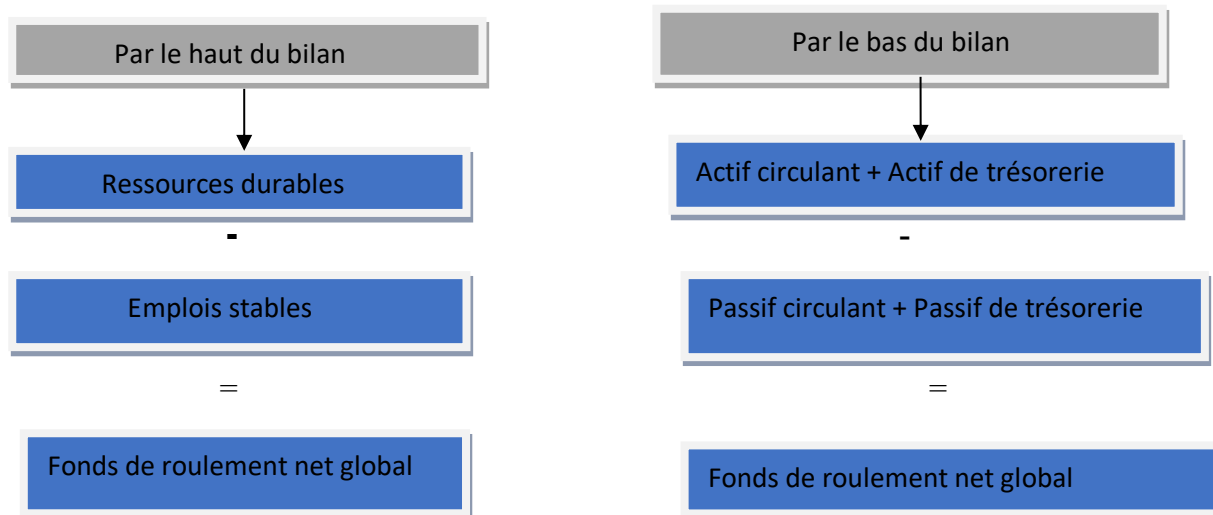 Par le haut du bilan
Ressources durables
-
Emplois stables
=
Fonds de roulement net global
Par le bas du bilan
Actif circulant + Actif de trésorerie
-
Passif circulant + Passif de trésorerie
=
Fonds de roulement net global